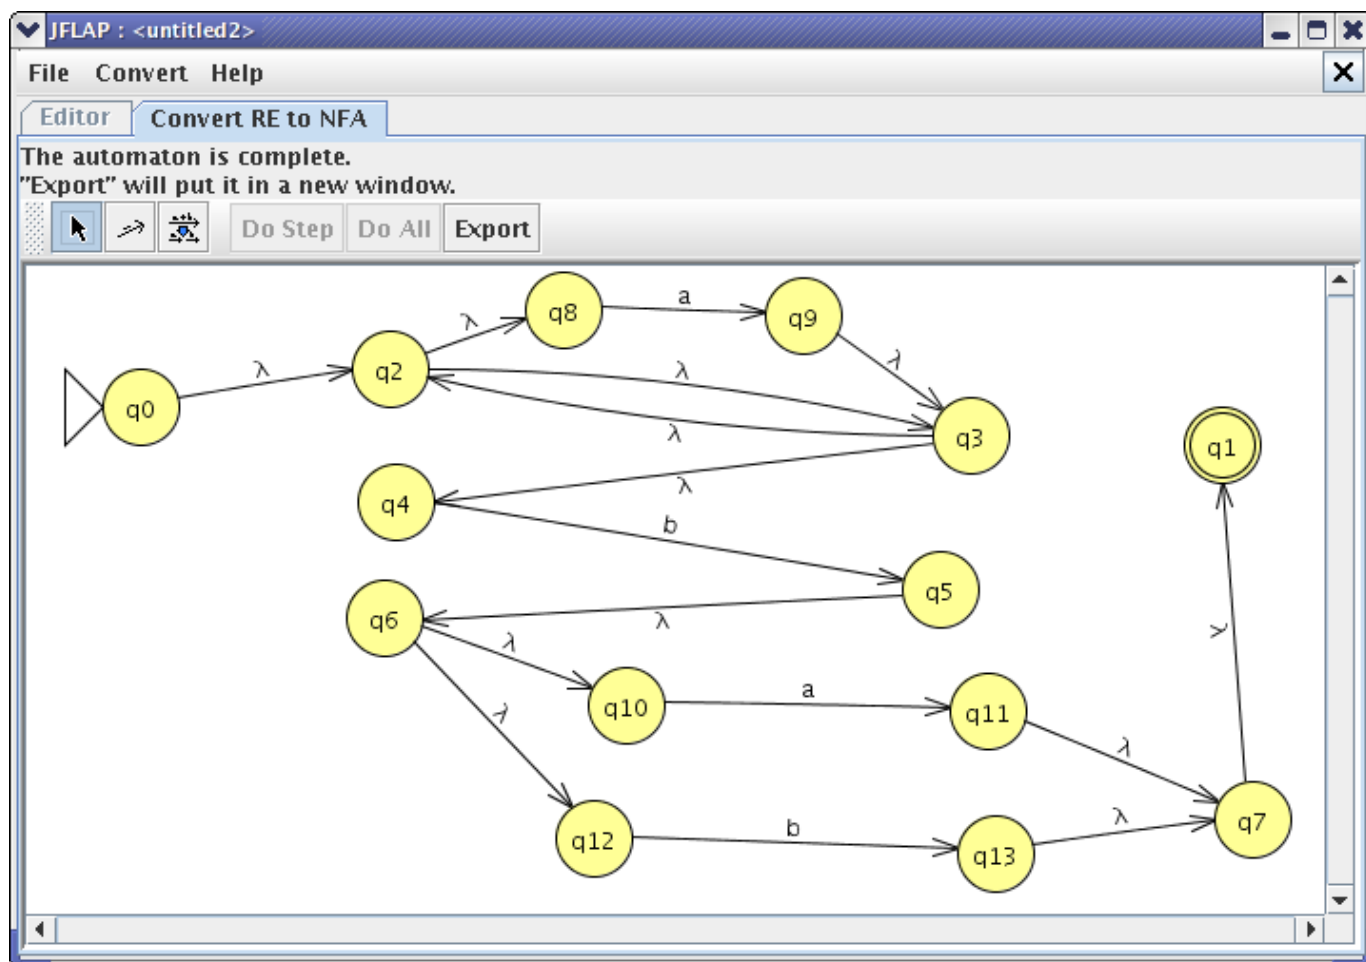 JFLAP : <untitled2>
File Convert Help
Editor Convert RE to NFA
The automaton is complete.
"Export" will put it in a new window.
Do Step Do All Export
q8 a q9
λ λ
q2 λ
λ
q0 λ
q3
q1
q4 λ
b
q5
q6 λ
λ
q10 a q11
λ λ
λ
q12 b q13 λ q7